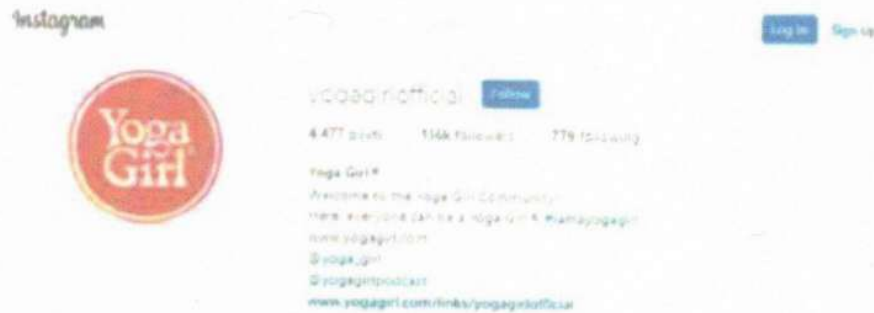 Instagram
Log In Sign up
Yoga
Girl
yogagirlofficial Follow
4,477 posts followers 779 following
Yoga Girl®
Welcome to the Yoga Girl Community!
Here, everyone can be a Yoga Girl® #iamayogagirl
www.yogagirl.com
@yoga_girl
@yogagirlpodcast
www.yogagirl.com/links/yogagirlofficial